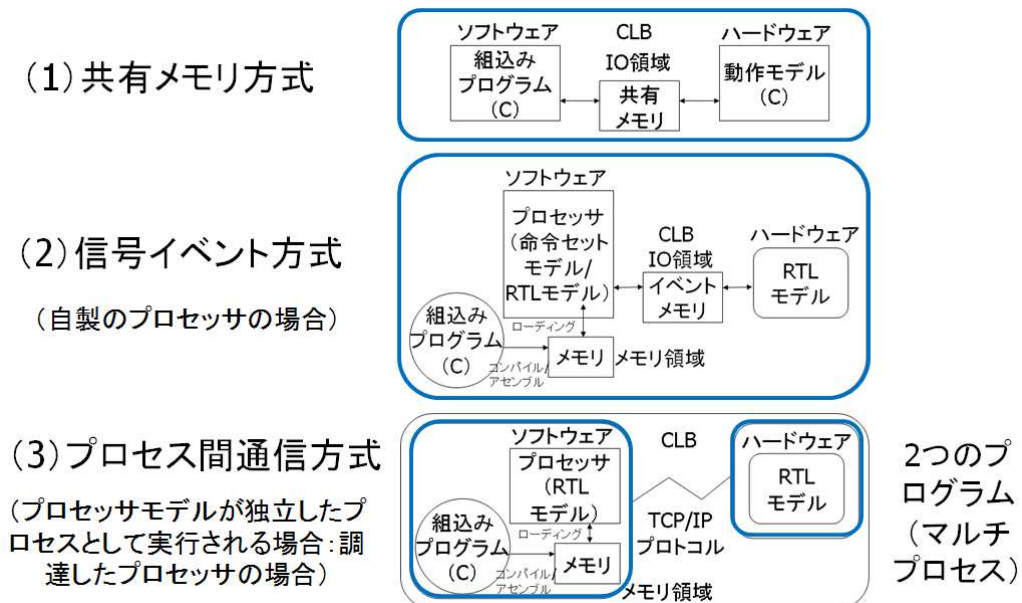 (1)共有メモリ方式
ソフトウェア
CLB
ハードウェア
組込み
プログラム
(C)
IO領域
共有
メモリ
動作モデル
(C)
(2)信号イベント方式
(自製のプロセッサの場合)
ソフトウェア
プロセッサ
(命令セット
モデル/
RTLモデル)
CLB
IO領域
イベント
メモリ
ハードウェア
RTL
モデル
組込み
プログラム
(C)
ローディング
コンパイル/
アセンブル
メモリ
メモリ領域
(3)プロセス間通信方式
(プロセッサモデルが独立したプ
ロセスとして実行される場合:調
達したプロセッサの場合)
ソフトウェア
プロセッサ
(RTL
モデル)
CLB
ハードウェア
RTL
モデル
組込み
プログラム
(C)
ローディング
コンパイル/
アセンブル
メモリ
TCP/IP
プロトコル
メモリ領域
2つのプ
ログラム
(マルチ
プロセス)